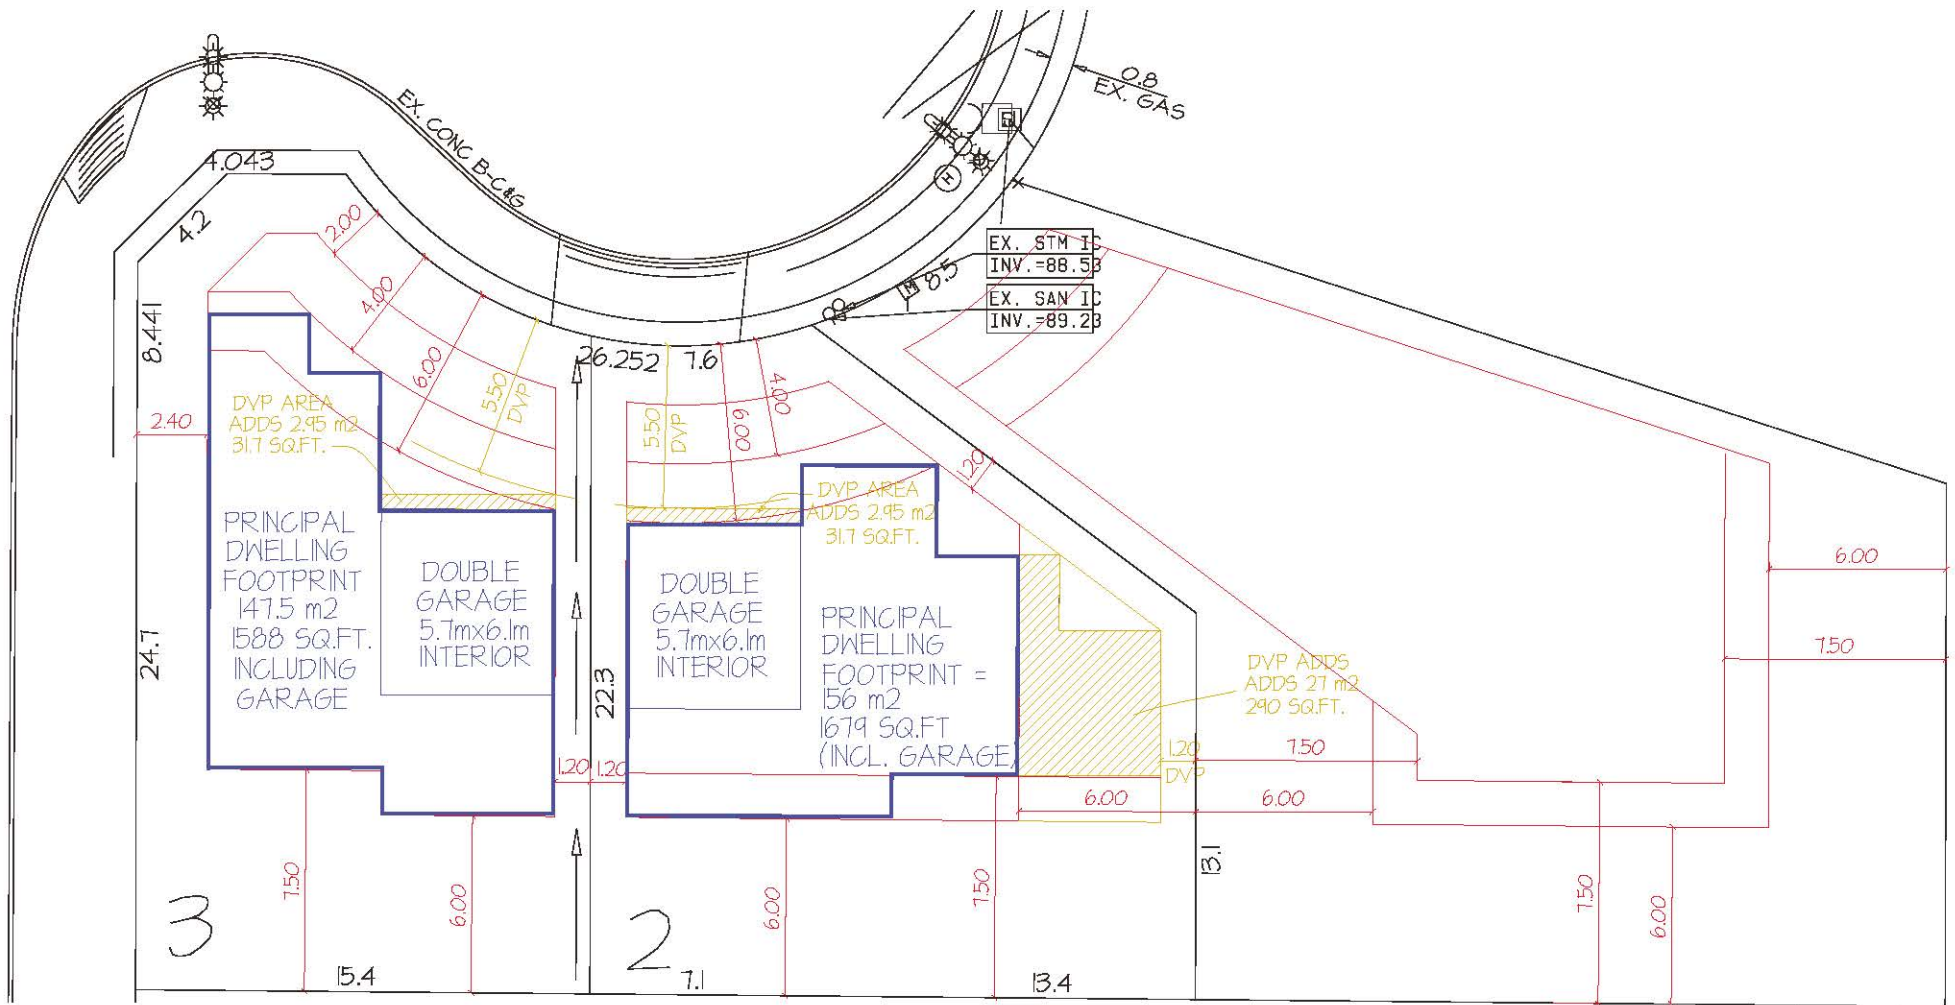 0.8
EX. GAS
EX. CONC B-C&G
4.043
4.2
H
2.00
EX. STM IC
INV.=88.53
M 8.5
EX. SAN IC
INV.=89.23
4.00
8.441
6.00
5.50
DVP
26.252
7.6
4.00
6.00
5.50
DVP
2.40
DVP AREA
ADDS 2.95 m2
31.7 SQ.FT.
1.20
DVP AREA
ADDS 2.95 m2
31.7 SQ.FT.
PRINCIPAL
DWELLING
FOOTPRINT
147.5 m2
1588 SQ.FT.
INCLUDING
GARAGE
DOUBLE
GARAGE
5.7mx6.1m
INTERIOR
DOUBLE
GARAGE
5.7mx6.1m
INTERIOR
PRINCIPAL
DWELLING
FOOTPRINT =
156 m2
1679 SQ.FT
(INCL. GARAGE)
6.00
7.50
24.7
22.3
DVP ADDS
ADDS 27 m2
290 SQ.FT.
1.20
1.20
1.20
DVP
7.50
6.00
6.00
13.1
7.50
6.00
6.00
7.50
7.50
6.00
3
2
15.4
7.1
13.4